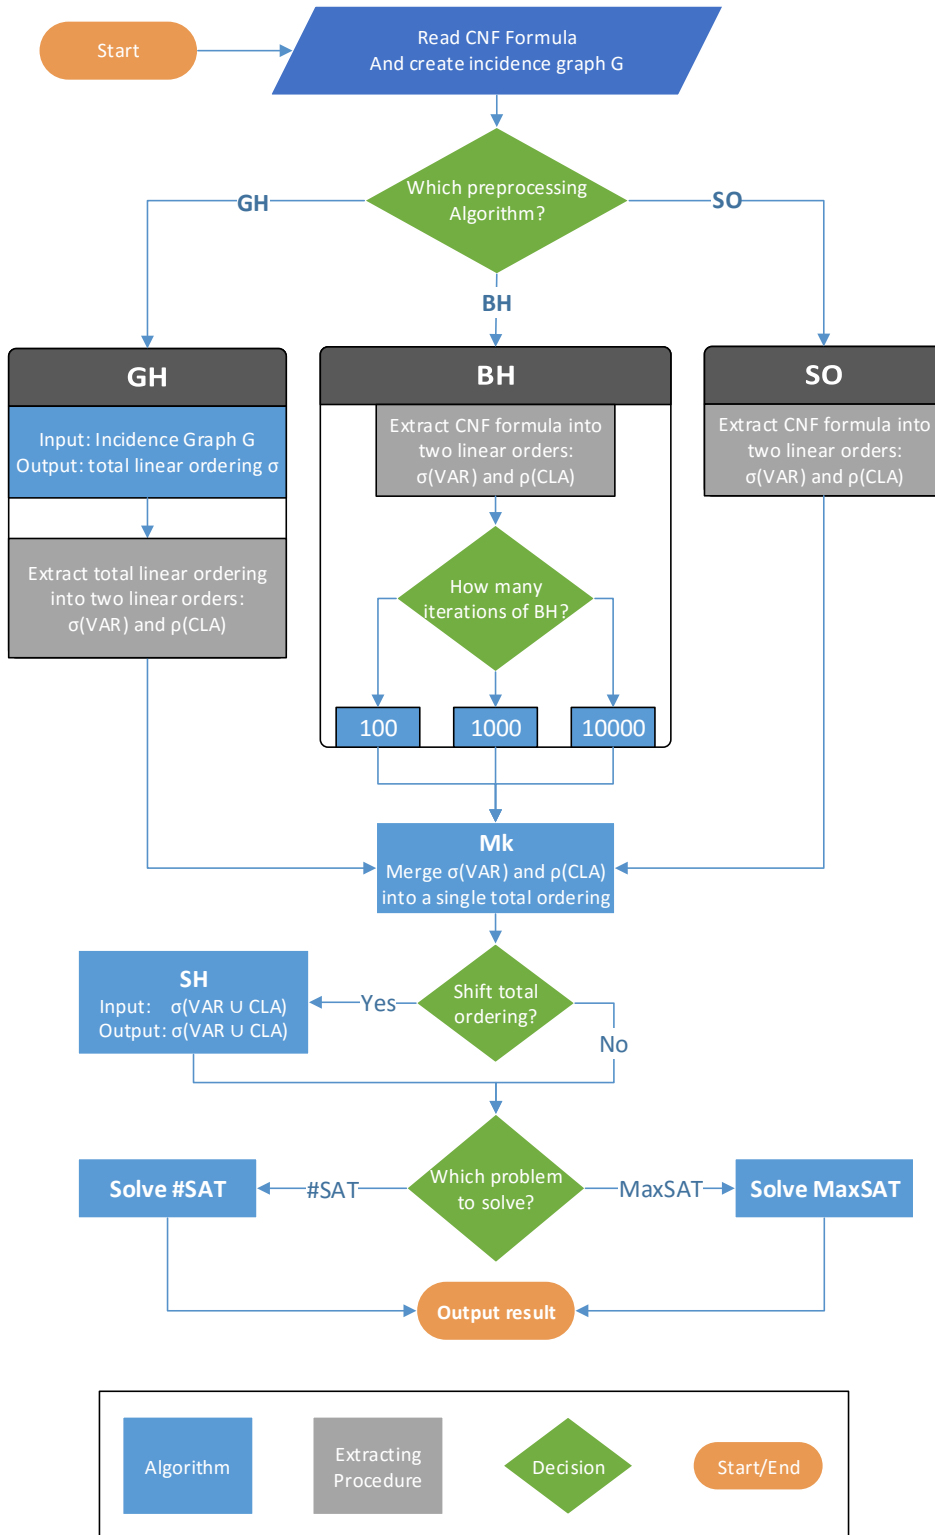 Start
Read CNF Formula
And create incidence graph G
Which preprocessing
Algorithm?
GH
SO
BH
GH
Input: Incidence Graph G
Output: total linear ordering σ
Extract total linear ordering
into two linear orders:
σ(VAR) and ρ(CLA)
BH
Extract CNF formula into
two linear orders:
σ(VAR) and ρ(CLA)
How many
iterations of BH?
100
1000
10000
SO
Extract CNF formula into
two linear orders:
σ(VAR) and ρ(CLA)
Mk
Merge σ(VAR) and ρ(CLA)
into a single total ordering
Shift total
ordering?
Yes
No
SH
Input: σ(VAR ∪ CLA)
Output: σ(VAR ∪ CLA)
Which problem
to solve?
#SAT
MaxSAT
Solve #SAT
Solve MaxSAT
Output result
Algorithm
Extracting
Procedure
Decision
Start/End